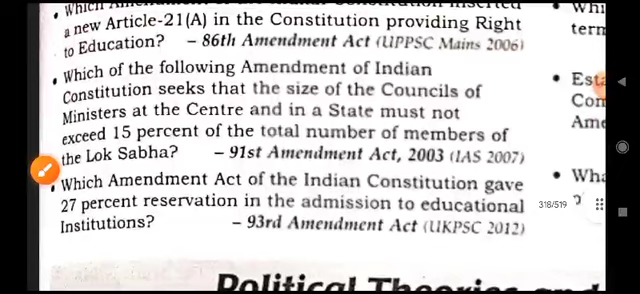 a new Article-21(A) in the Constitution providing Right
to Education? – 86th Amendment Act (UPPSC Mains 2006)
• Which of the following Amendment of Indian
Constitution seeks that the size of the Councils of
Ministers at the Centre and in a State must not
exceed 15 percent of the total number of members of
the Lok Sabha? – 91st Amendment Act, 2003 (IAS 2007)
• Which Amendment Act of the Indian Constitution gave
27 percent reservation in the admission to educational
Institutions? – 93rd Amendment Act (UKPSC 2012)
Political Theories and
• Whi
term
• Esta
Con
Ame
• Wha
318/519